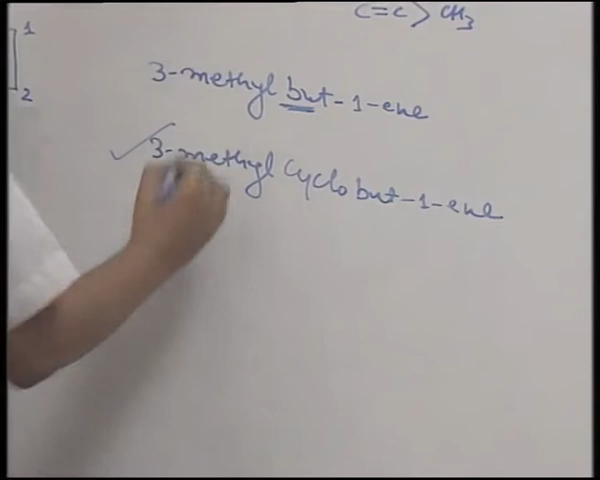 C=C > CH3
1
2
3-methyl but-1-ene
3-methyl cyclobut-1-ene